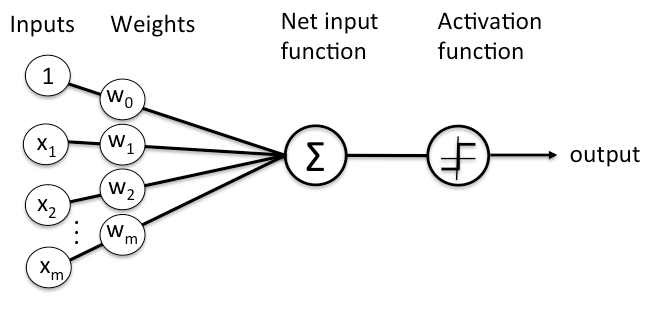 Inputs
Weights
Net input
function
Activation
function
1
w0
x1
w1
x2
w2
⋮
xm
wm
Σ
output